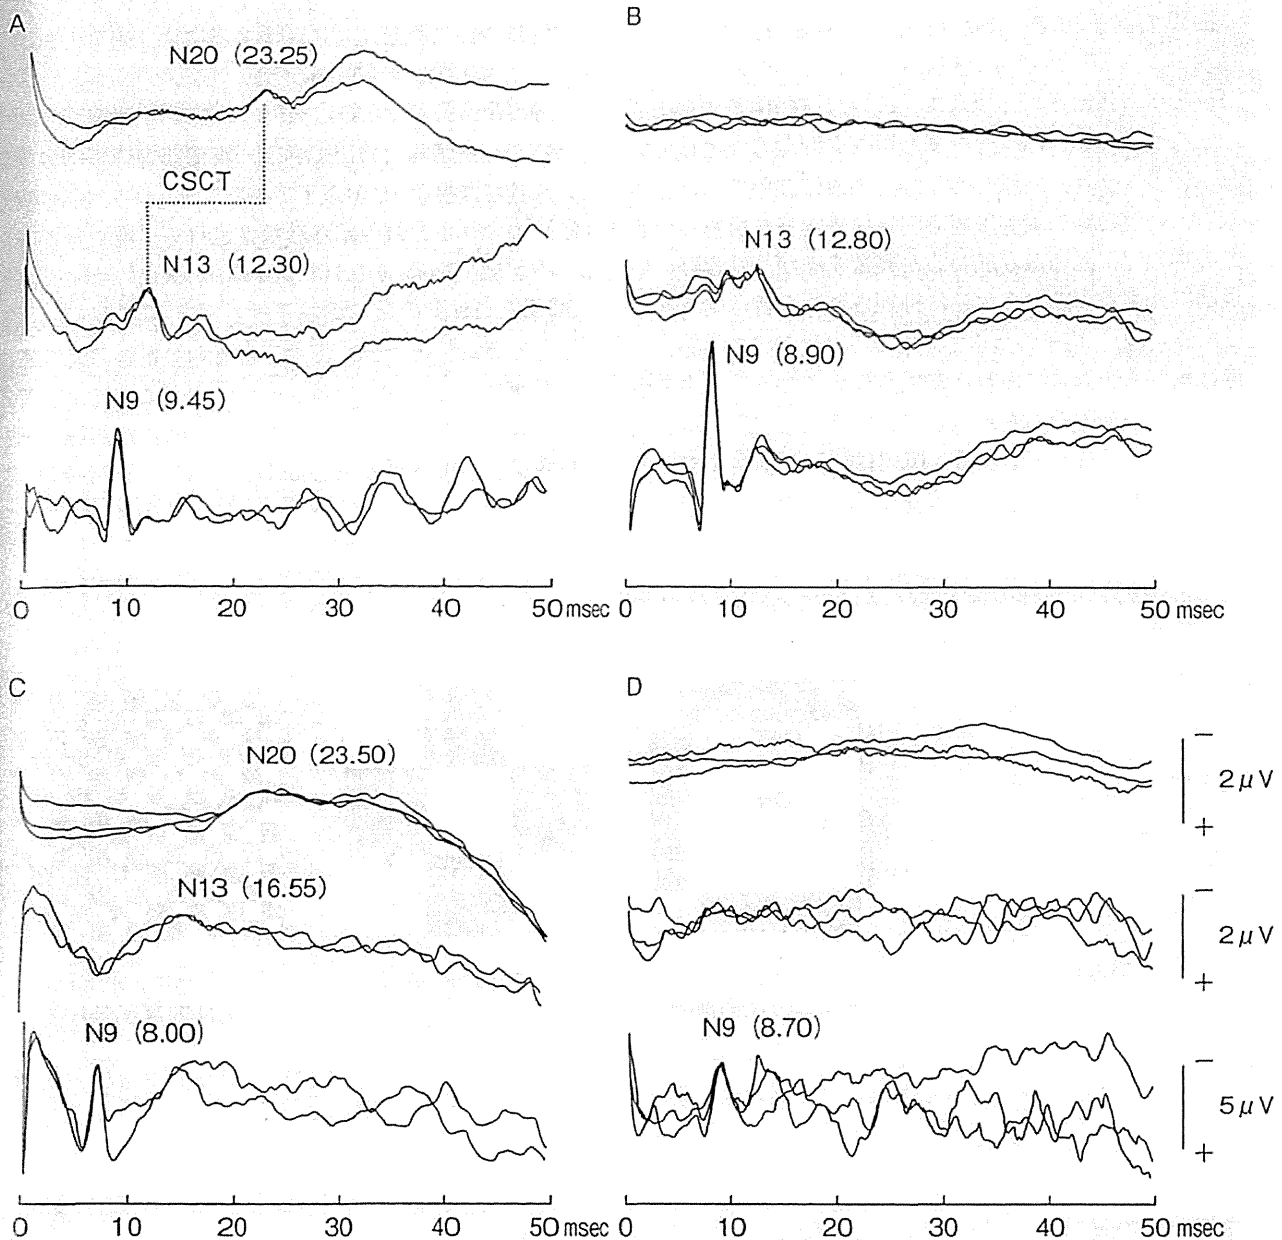 A
N20 (23.25)
CSCT
N13 (12.30)
N9 (9.45)
0 10 20 30 40 50 msec
B
N13 (12.80)
N9 (8.90)
0 10 20 30 40 50 msec
C
N20 (23.50)
N13 (16.55)
N9 (8.00)
0 10 20 30 40 50 msec
D
−
2 μV
+
−
2 μV
+
N9 (8.70)
−
5 μV
+
0 10 20 30 40 50 msec